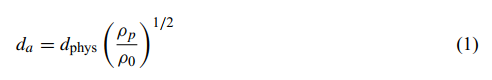 d_a = d_phys (ρ_p / ρ_0)^{1/2} (1)